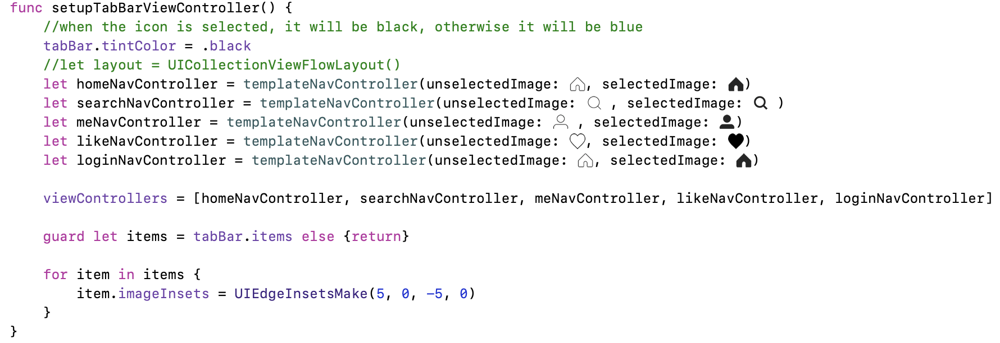 func setupTabBarViewController() {
    //when the icon is selected, it will be black, otherwise it will be blue
    tabBar.tintColor = .black
    //let layout = UICollectionViewFlowLayout()
    let homeNavController = templateNavController(unselectedImage: , selectedImage: )
    let searchNavController = templateNavController(unselectedImage: , selectedImage: )
    let meNavController = templateNavController(unselectedImage: , selectedImage: )
    let likeNavController = templateNavController(unselectedImage: , selectedImage: )
    let loginNavController = templateNavController(unselectedImage: , selectedImage: )
    viewControllers = [homeNavController, searchNavController, meNavController, likeNavController, loginNavController]
    guard let items = tabBar.items else {return}
    for item in items {
        item.imageInsets = UIEdgeInsetsMake(5, 0, -5, 0)
    }
}